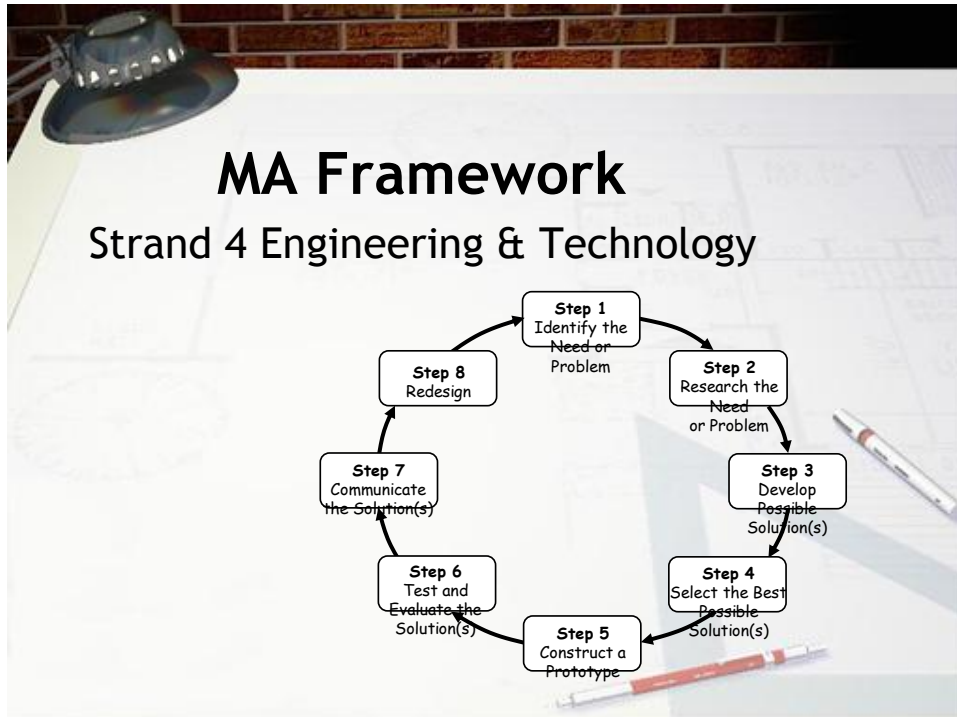 MA Framework
Strand 4 Engineering & Technology
Step 1
Identify the
Need or
Problem
Step 2
Research the
Need
or Problem
Step 3
Develop
Possible
Solution(s)
Step 4
Select the Best
Possible
Solution(s)
Step 5
Construct a
Prototype
Step 6
Test and
Evaluate the
Solution(s)
Step 7
Communicate
the Solution(s)
Step 8
Redesign